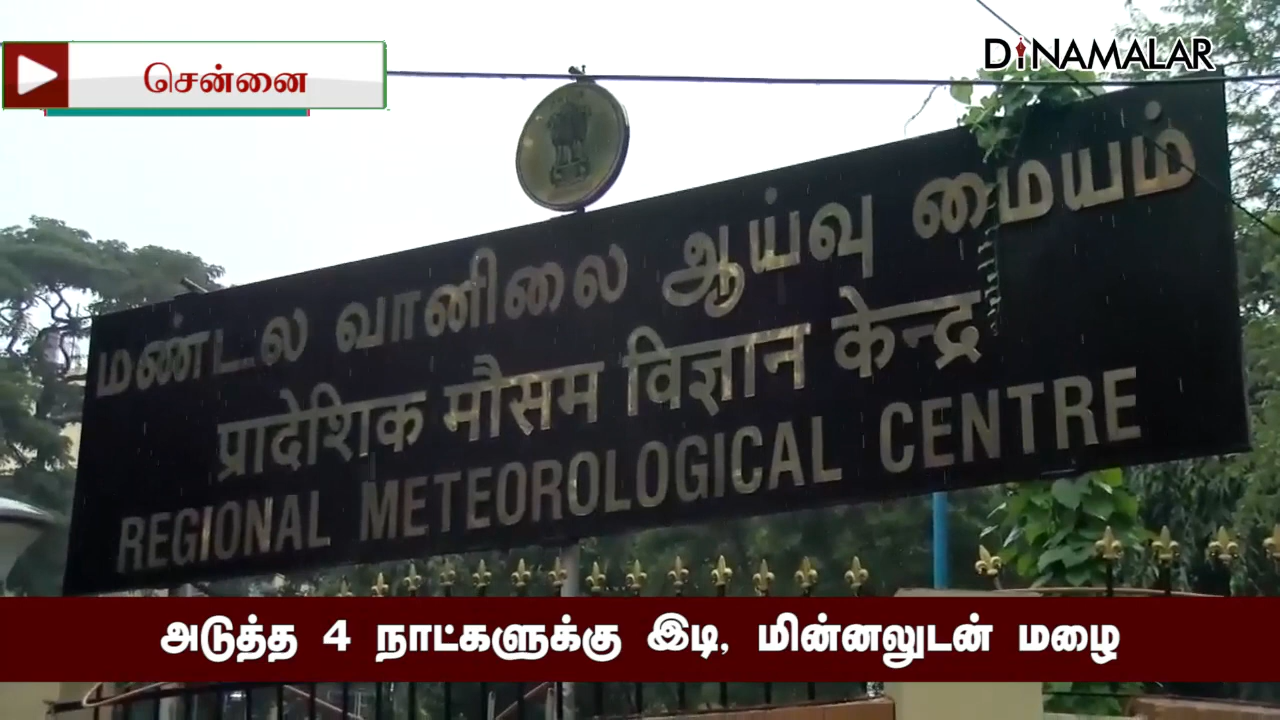 சென்னை
DINAMALAR
மண்டல வானிலை ஆய்வு மையம்
प्रादेशिक मौसम विज्ञान केन्द्र
REGIONAL METEOROLOGICAL CENTRE
அடுத்த 4 நாட்களுக்கு இடி, மின்னலுடன் மழை